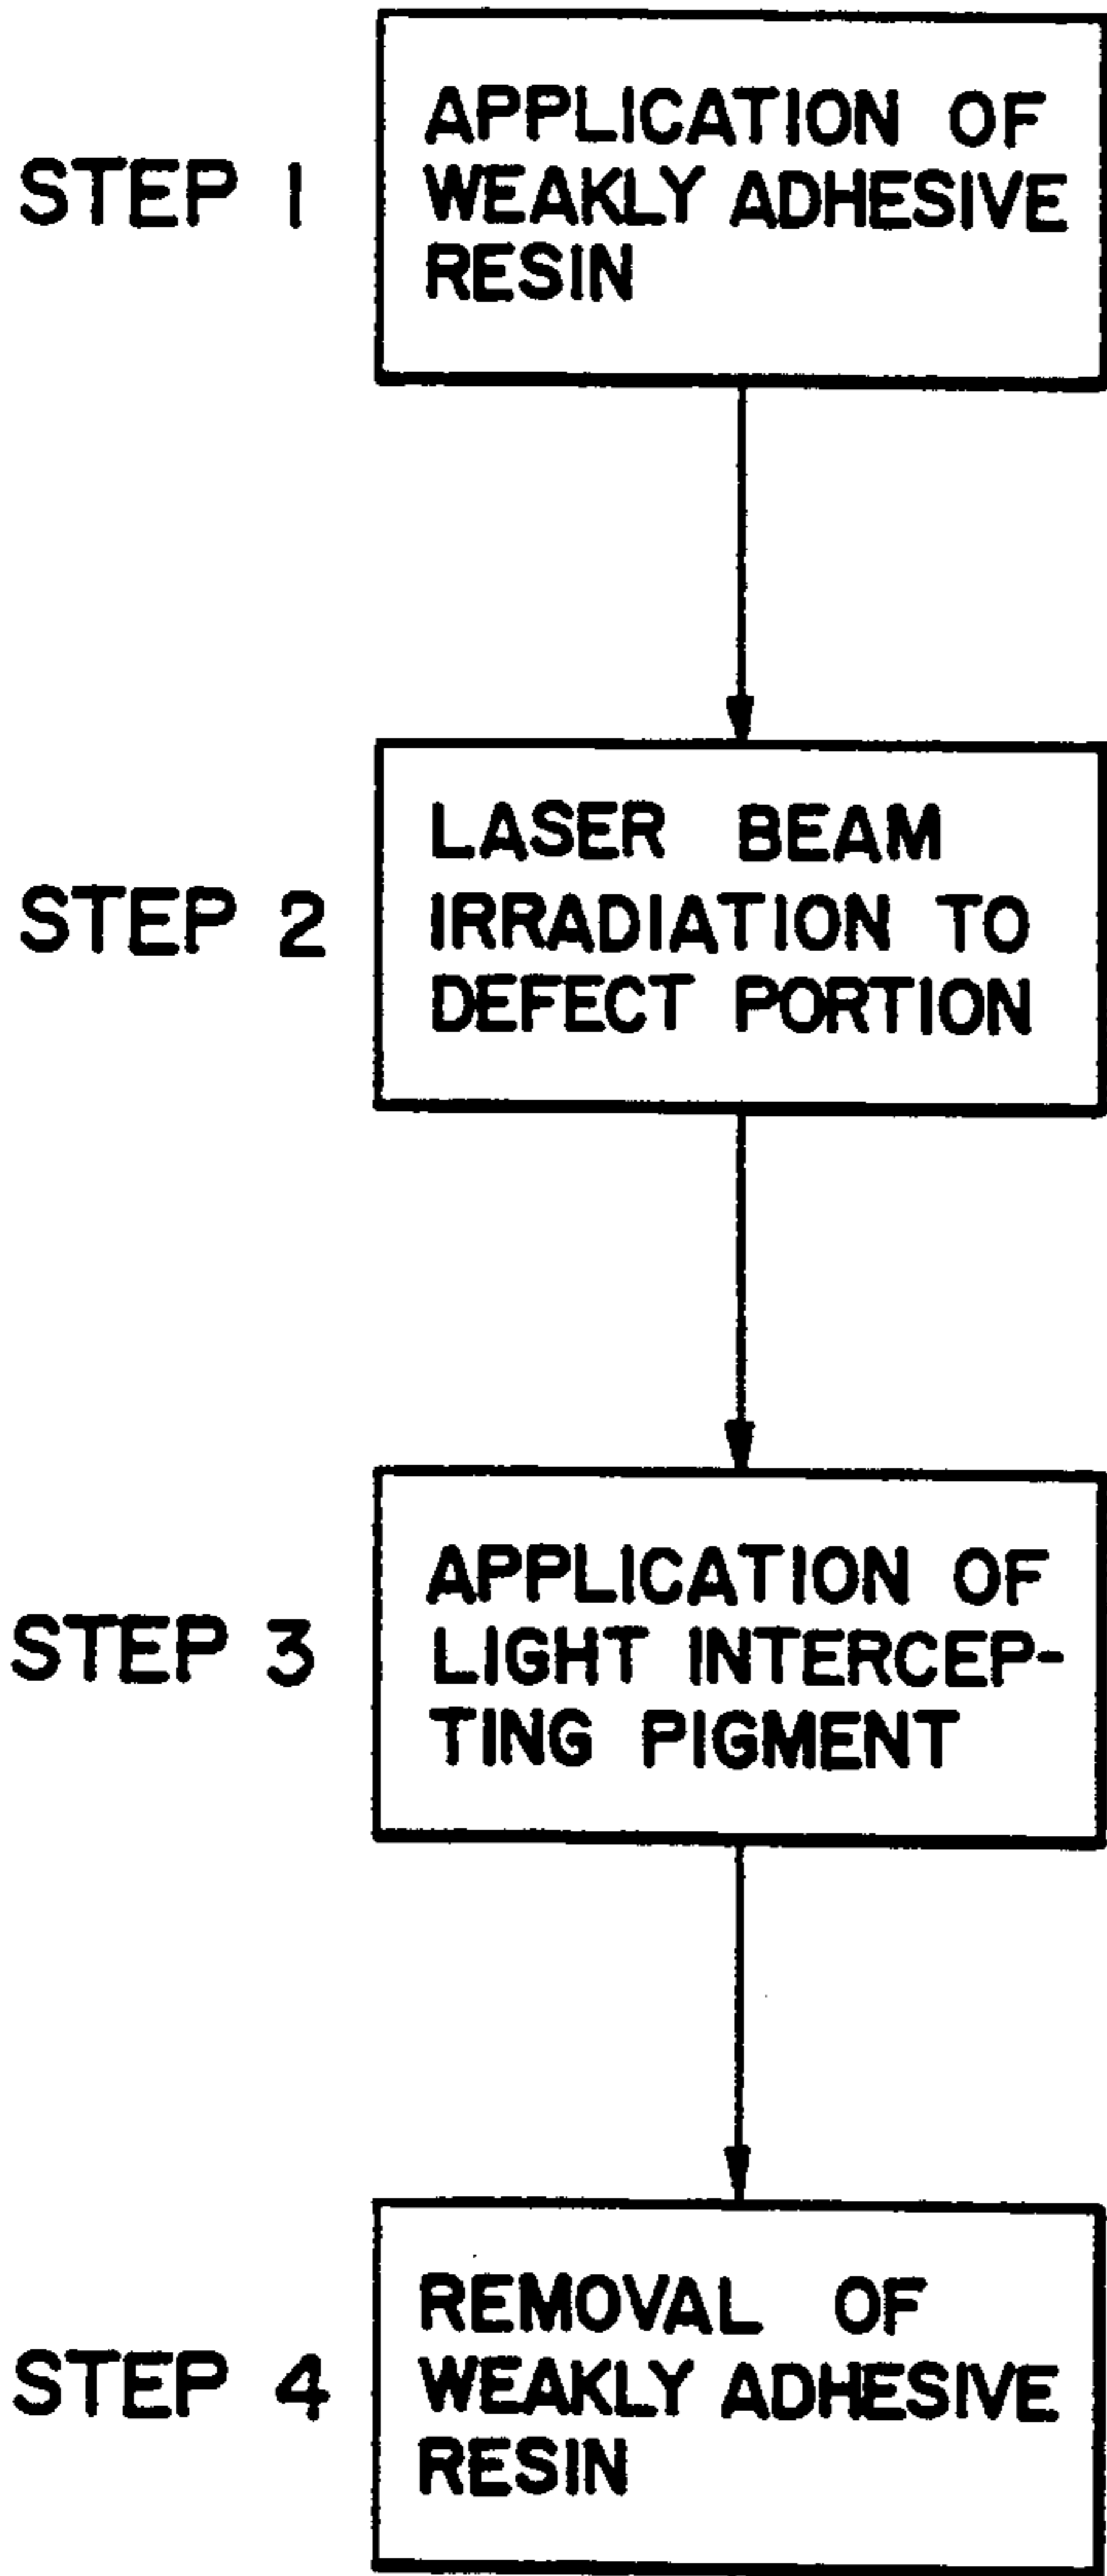 STEP 1
APPLICATION OF
WEAKLY ADHESIVE
RESIN
STEP 2
LASER BEAM
IRRADIATION TO
DEFECT PORTION
STEP 3
APPLICATION OF
LIGHT INTERCEP-
TING PIGMENT
STEP 4
REMOVAL OF
WEAKLY ADHESIVE
RESIN